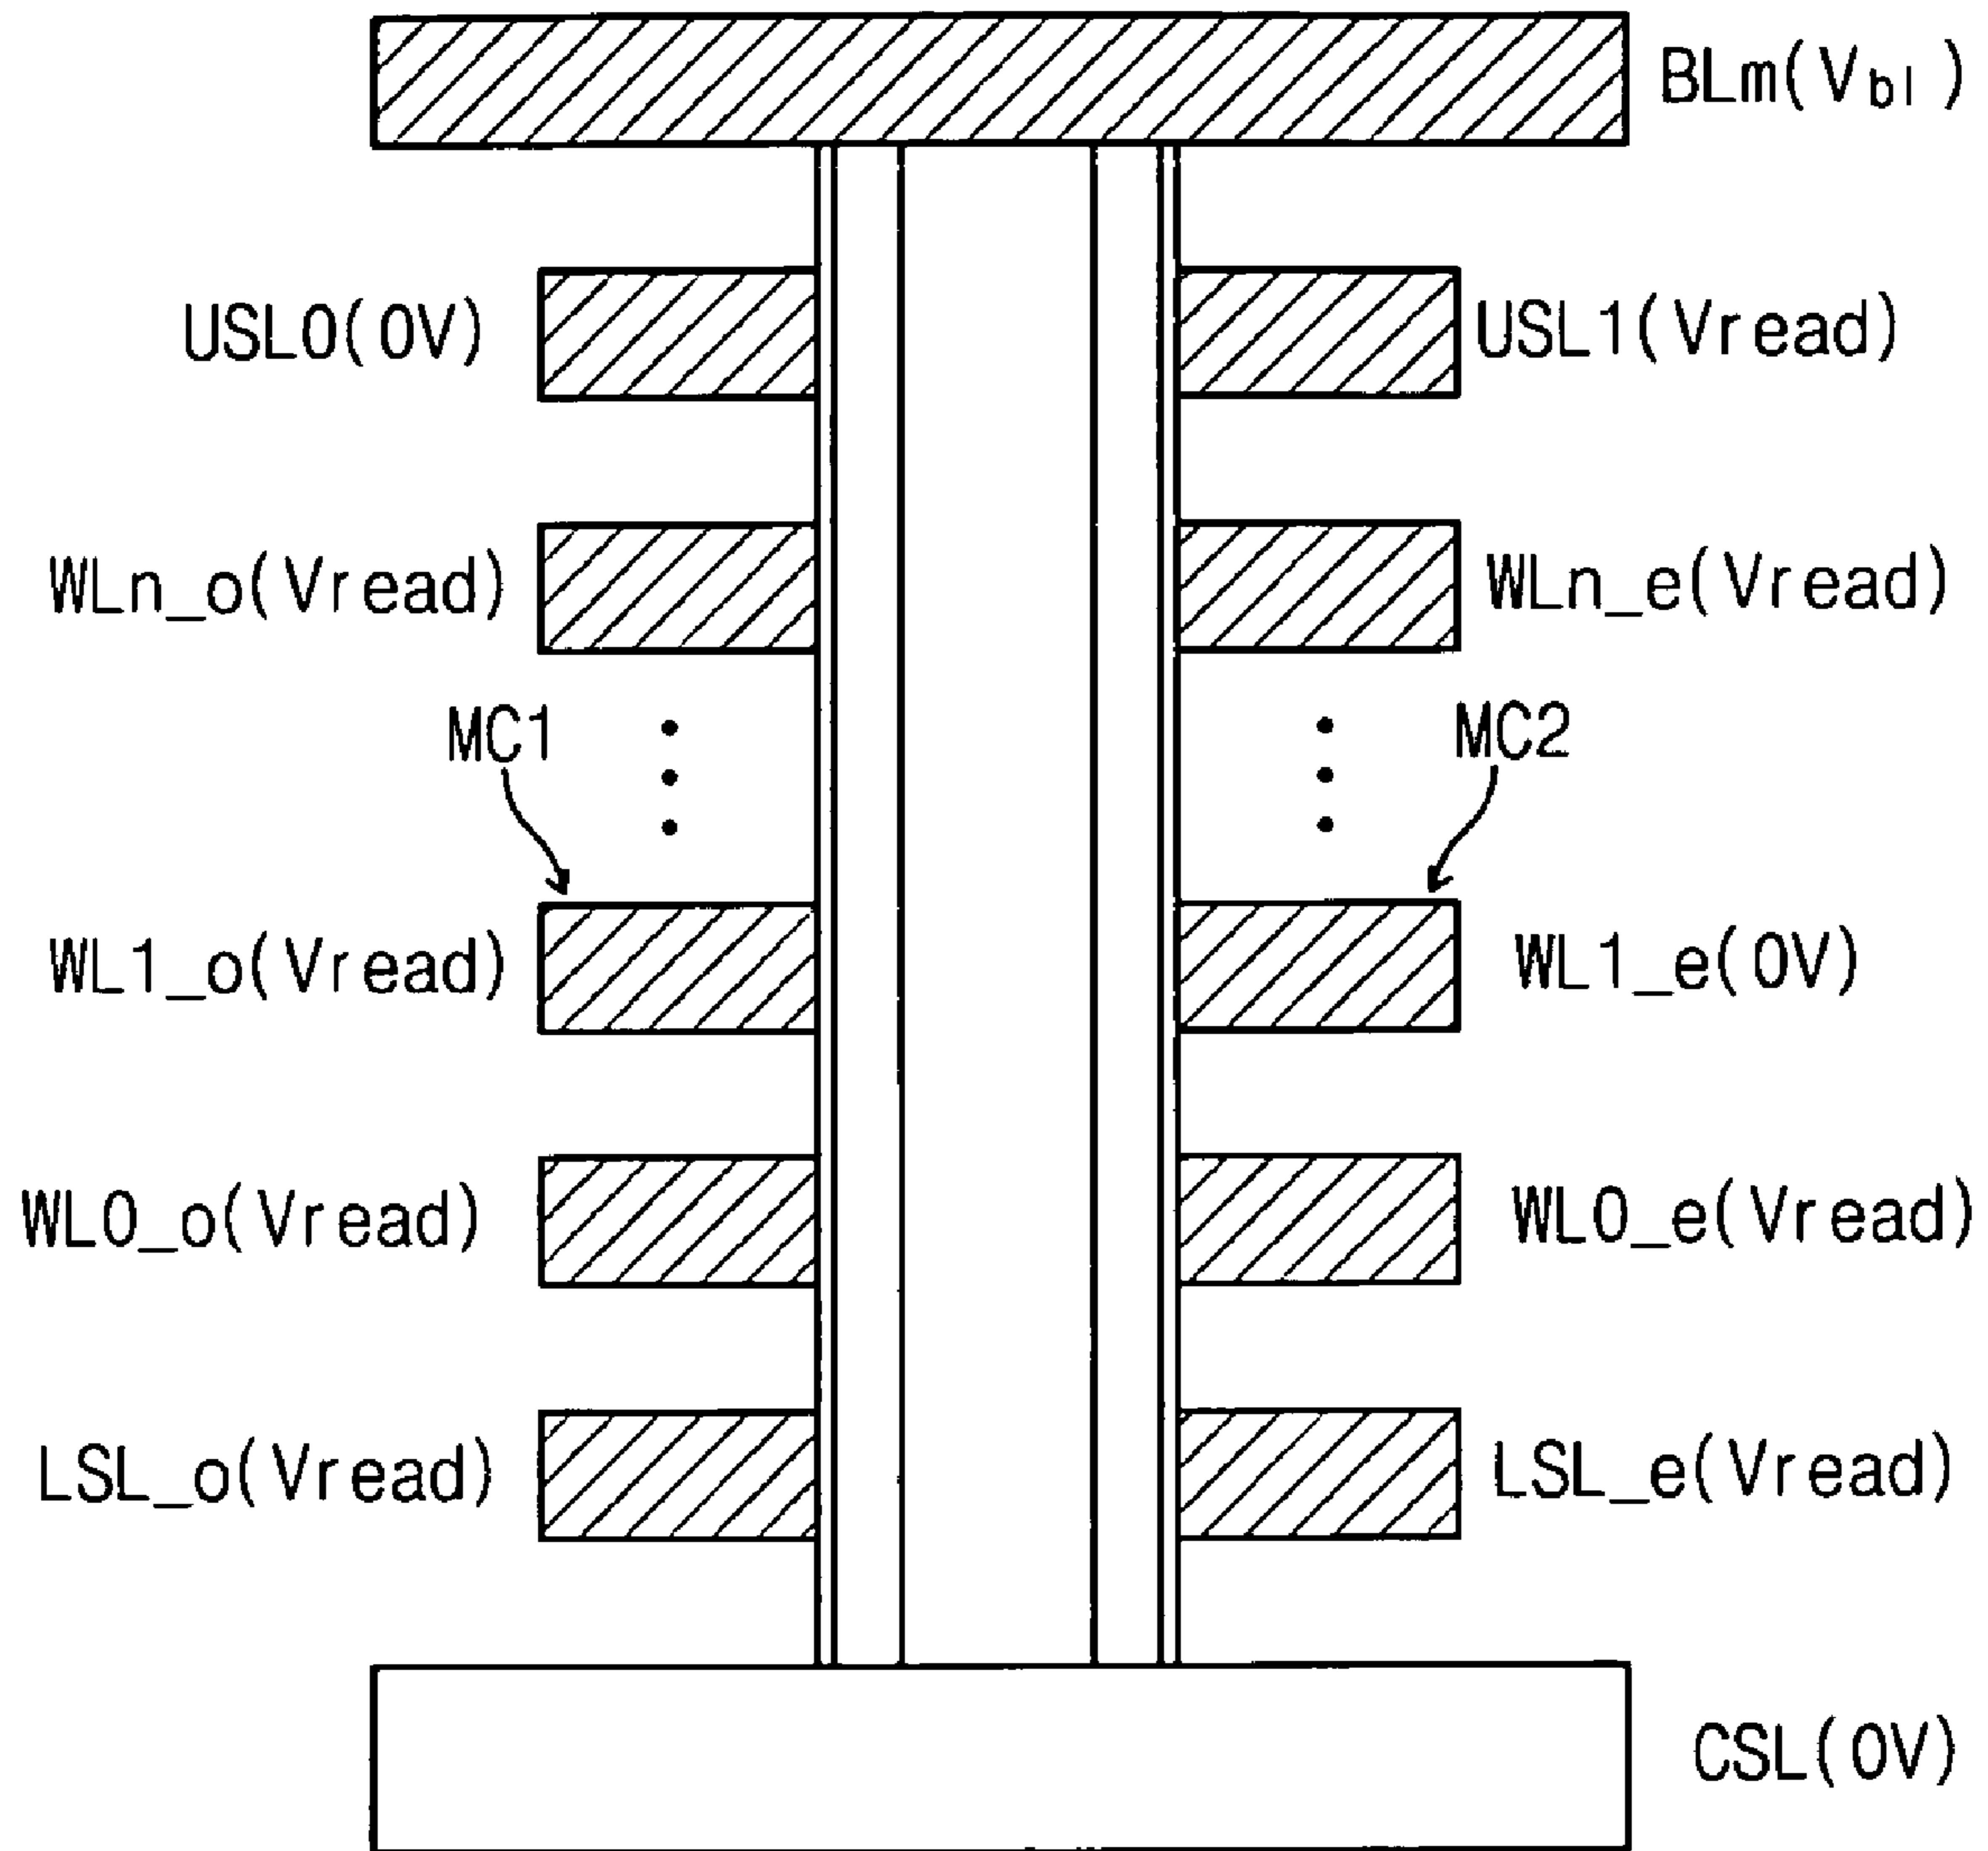 BLm(Vbl)
USL0(0V)
USL1(Vread)
WLn_o(Vread)
WLn_e(Vread)
MC1
MC2
WL1_o(Vread)
WL1_e(0V)
WL0_o(Vread)
WL0_e(Vread)
LSL_o(Vread)
LSL_e(Vread)
CSL(0V)